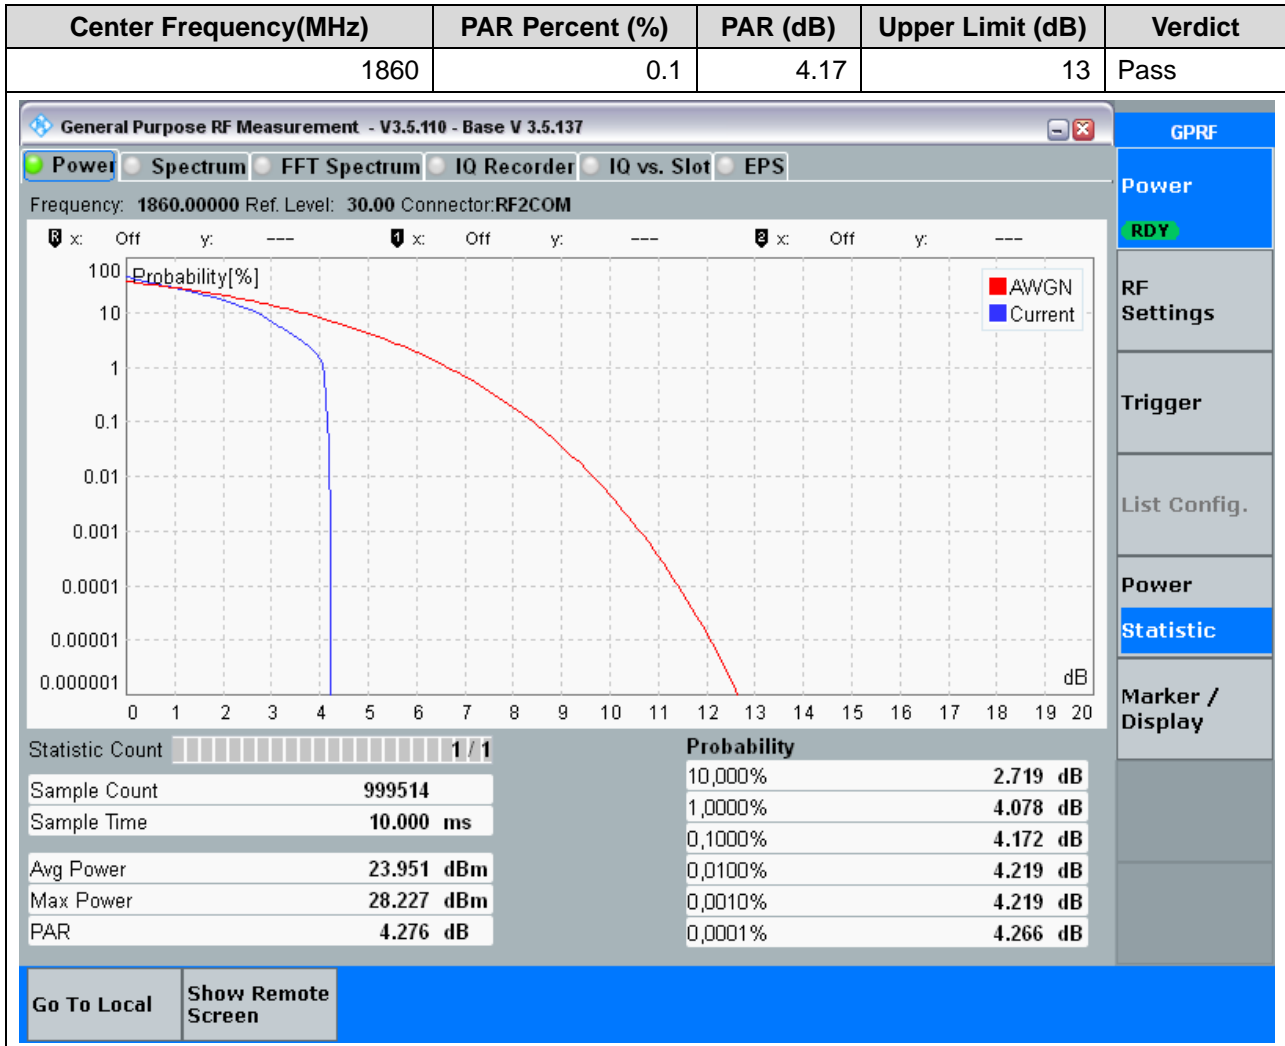 Center Frequency(MHz) PAR Percent (%) PAR (dB) Upper Limit (dB) Verdict
1860 0.1 4.17 13 Pass
General Purpose RF Measurement - V3.5.110 - Base V 3.5.137
GPRF
Power Spectrum FFT Spectrum IQ Recorder IQ vs. Slot EPS
Frequency: 1860.00000 Ref. Level: 30.00 Connector:RF2COM
R x: Off y: --- 1 x: Off y: --- 2 x: Off y: ---
Probability[%]
AWGN
Current
100
10
1
0.1
0.01
0.001
0.0001
0.00001
0.000001
dB
0 1 2 3 4 5 6 7 8 9 10 11 12 13 14 15 16 17 18 19 20
Statistic Count 1 / 1
Sample Count 999514
Sample Time 10.000 ms
Avg Power 23.951 dBm
Max Power 28.227 dBm
PAR 4.276 dB
Probability
10,000% 2.719 dB
1,0000% 4.078 dB
0,1000% 4.172 dB
0,0100% 4.219 dB
0,0010% 4.219 dB
0,0001% 4.266 dB
Power
RDY
RF
Settings
Trigger
List Config.
Power
Statistic
Marker /
Display
Go To Local
Show Remote
Screen